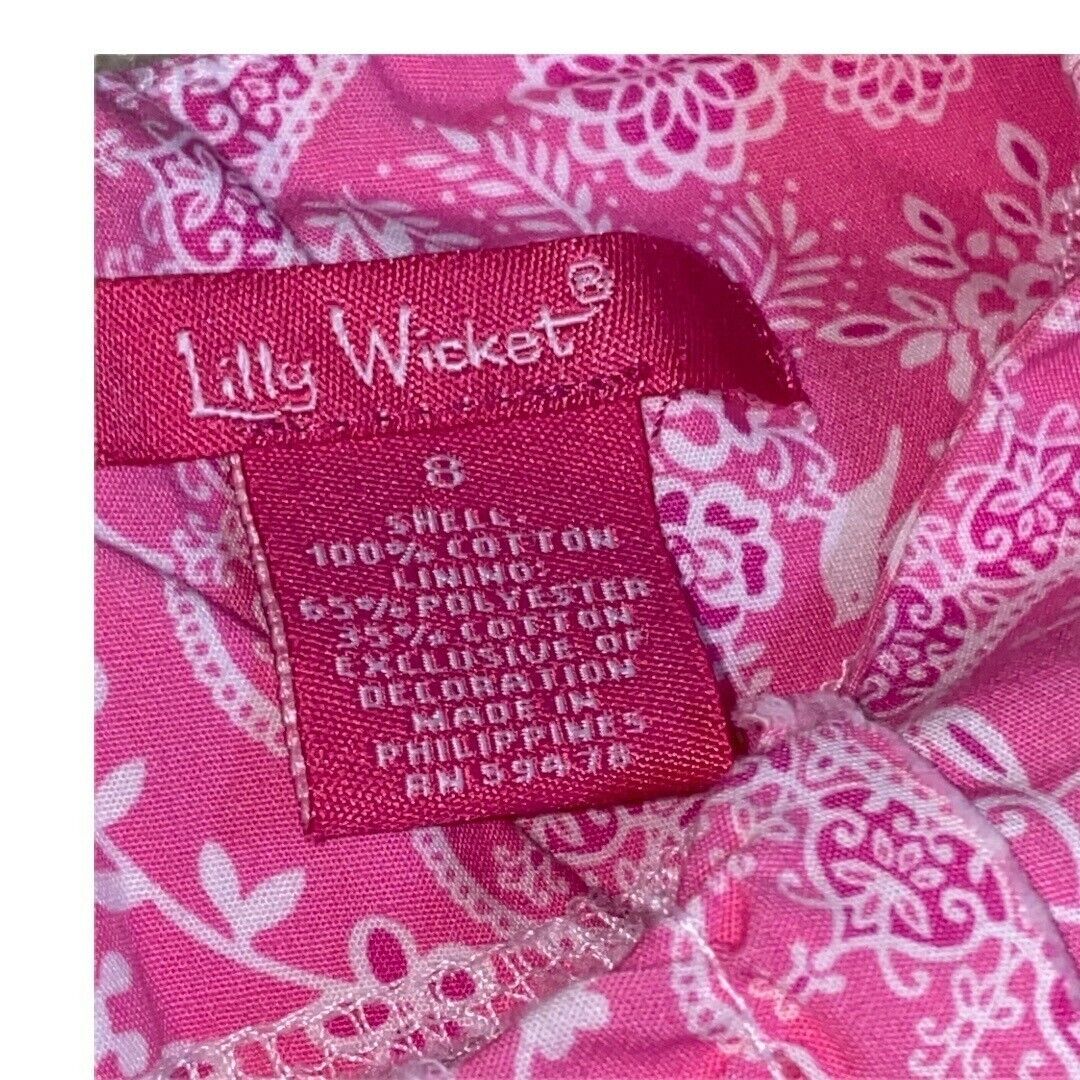 Lilly Wicket®
8
SHELL:
100% COTTON
LINING:
65% POLYESTER
35% COTTON
EXCLUSIVE OF
DECORATION
MADE IN
PHILIPPINES
RN 59476